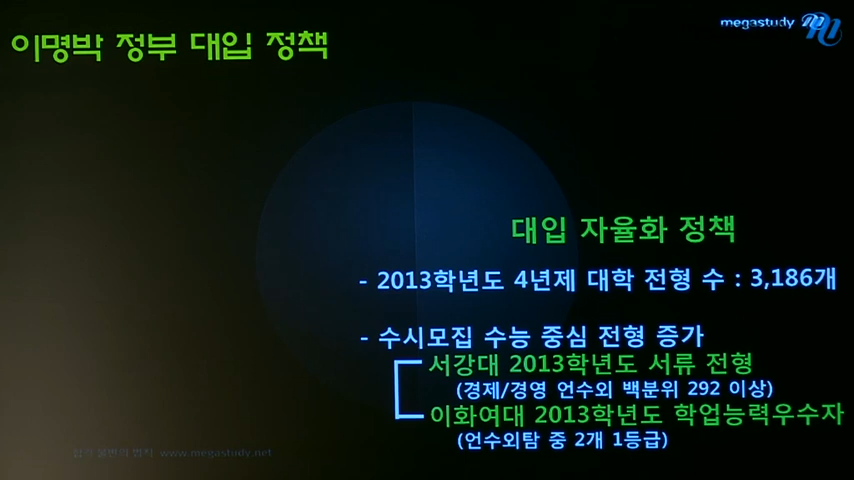 megastudy
이명박 정부 대입 정책
대입 자율화 정책
- 2013학년도 4년제 대학 전형 수 : 3,186개
- 수시모집 수능 중심 전형 증가
서강대 2013학년도 서류 전형
(경제/경영 언수외 백분위 292 이상)
이화여대 2013학년도 학업능력우수자
(언수외탐 중 2개 1등급)
불변의 법칙 www.megastudy.net